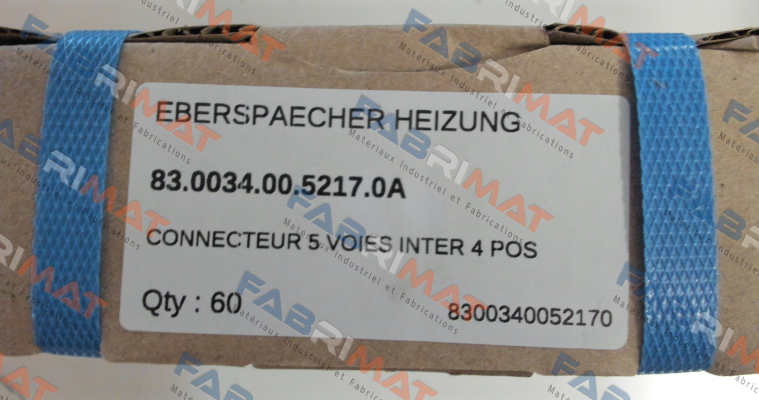 EBERSPAECHER HEIZUNG
83.0034.00.5217.0A
CONNECTEUR 5 VOIES INTER 4 POS
Qty : 60
8300340052170
FABRIMAT
Matériaux Industriel et Fabrications